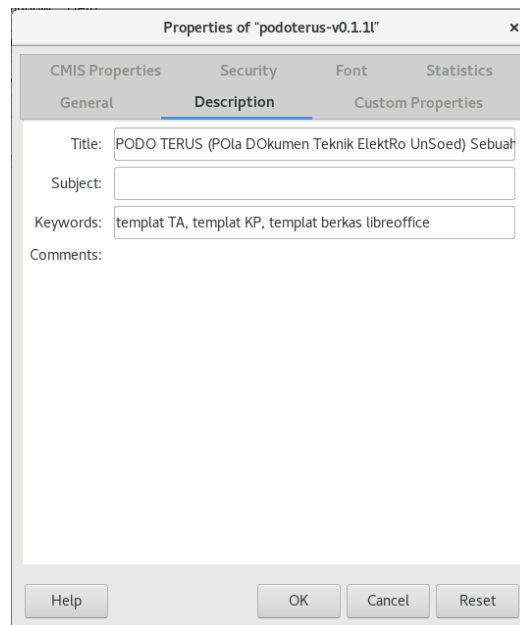 Properties of "podoterus-v0.1.1l" ×
CMIS Properties Security Font Statistics
General Description Custom Properties
Title: PODO TERUS (POla DOkumen Teknik ElektRo UnSoed) Sebuah
Subject:
Keywords: templat TA, templat KP, templat berkas libreoffice
Comments:
Help OK Cancel Reset